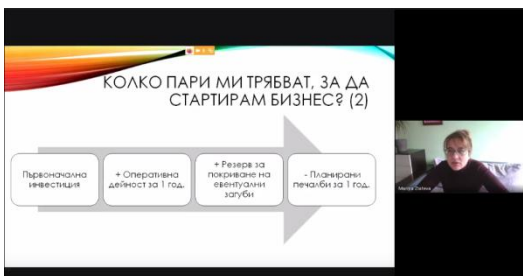 КОЛКО ПАРИ МИ ТРЯБВАТ, ЗА ДА
СТАРТИРАМ БИЗНЕС? (2)
Първоначална
инвестиция
+ Оперативна
дейност за 1 год.
+ Резерв за
покриване на
евентуални
загуби
- Планирани
печалби за 1 год.